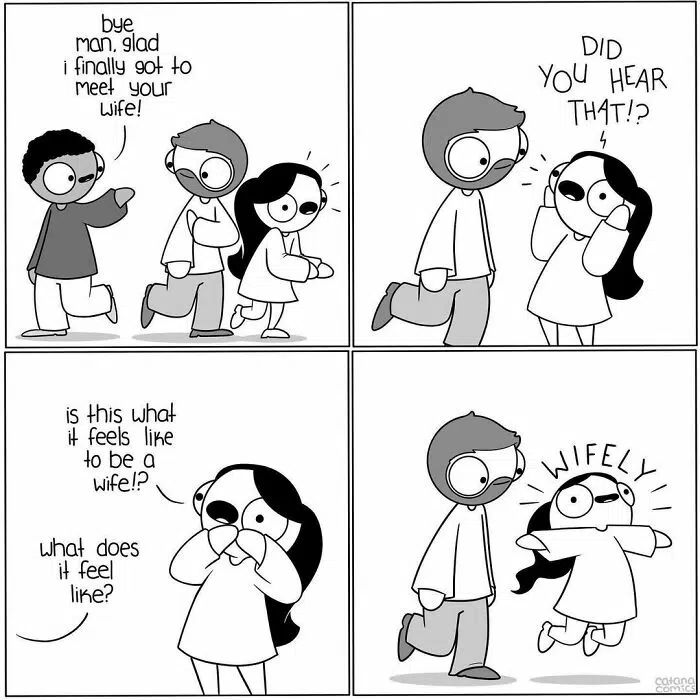 bye
man, glad
i finally got to
meet your
wife!
DID
YOU HEAR
THAT!?
is this what
it feels like
to be a
wife!?
what does
it feel
like?
WIFELY
catana
comics